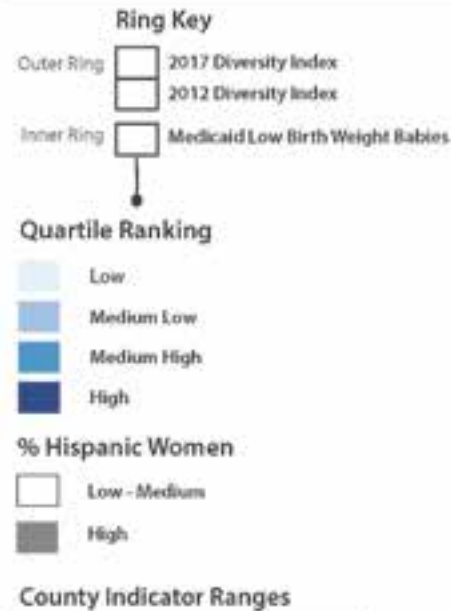 Ring Key
Outer Ring 2017 Diversity Index
2012 Diversity Index
Inner Ring Medicaid Low Birth Weight Babies
Quartile Ranking
Low
Medium Low
Medium High
High
% Hispanic Women
Low - Medium
High
County Indicator Ranges